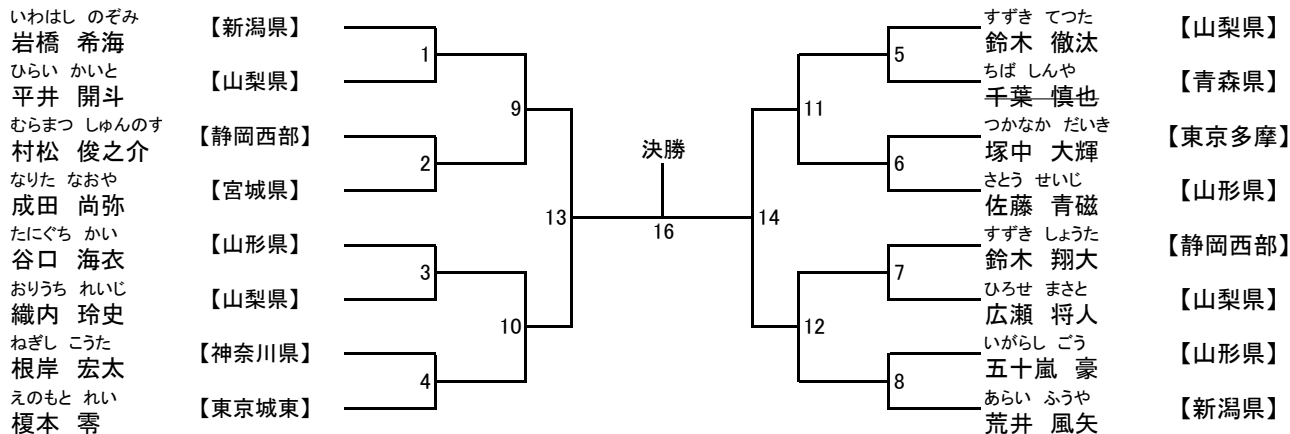 いわはし のぞみ
岩橋 希海 【新潟県】
ひらい かいと
平井 開斗 【山梨県】
むらまつ しゅんのす
村松 俊之介 【静岡西部】
なりた なおや
成田 尚弥 【宮城県】
たにぐち かい
谷口 海衣 【山形県】
おりうち れいじ
織内 玲史 【山梨県】
ねぎし こうた
根岸 宏太 【神奈川県】
えのもと れい
榎本 零 【東京城東】
1
2
3
4
9
10
13
決勝
16
14
11
12
5
6
7
8
すずき てつた
鈴木 徹汰 【山梨県】
ちば しんや
千葉 慎也 【青森県】
つかなか だいき
塚中 大輝 【東京多摩】
さとう せいじ
佐藤 青磁 【山形県】
すずき しょうた
鈴木 翔大 【静岡西部】
ひろせ まさと
広瀬 将人 【山梨県】
いがらし ごう
五十嵐 豪 【山形県】
あらい ふうや
荒井 風矢 【新潟県】